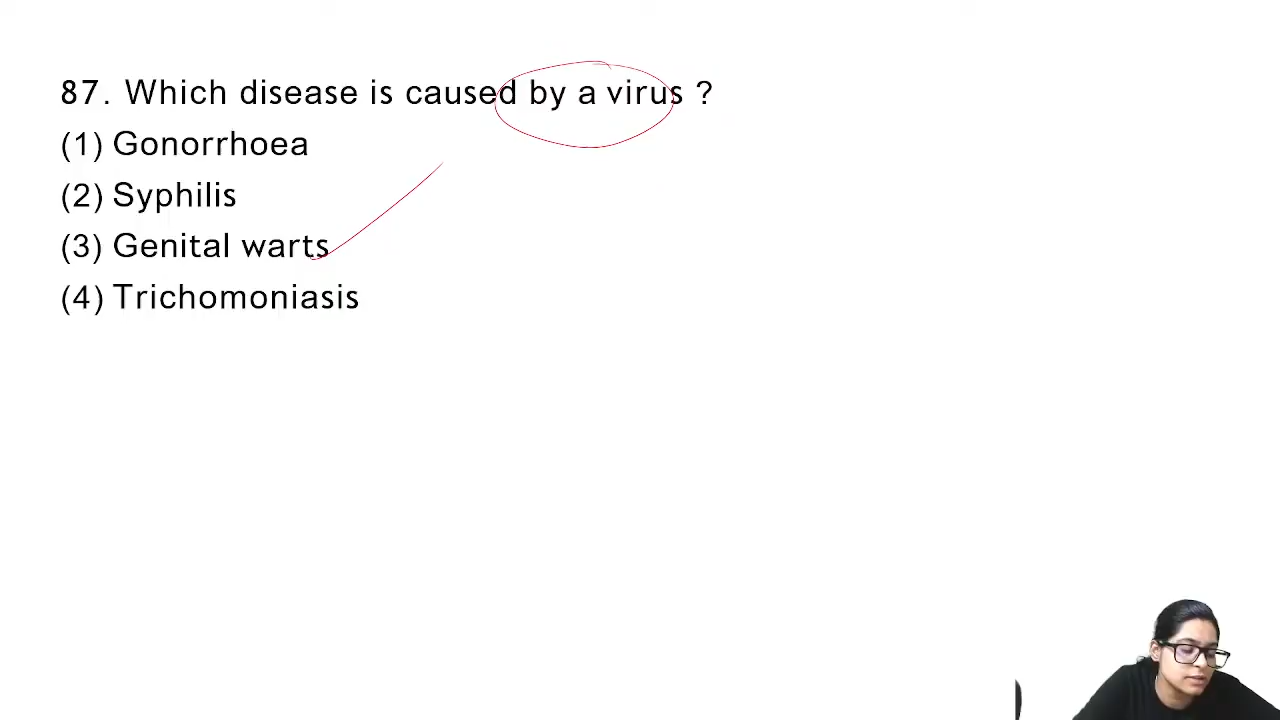 87. Which disease is caused by a virus ?
(1) Gonorrhoea
(2) Syphilis
(3) Genital warts
(4) Trichomoniasis